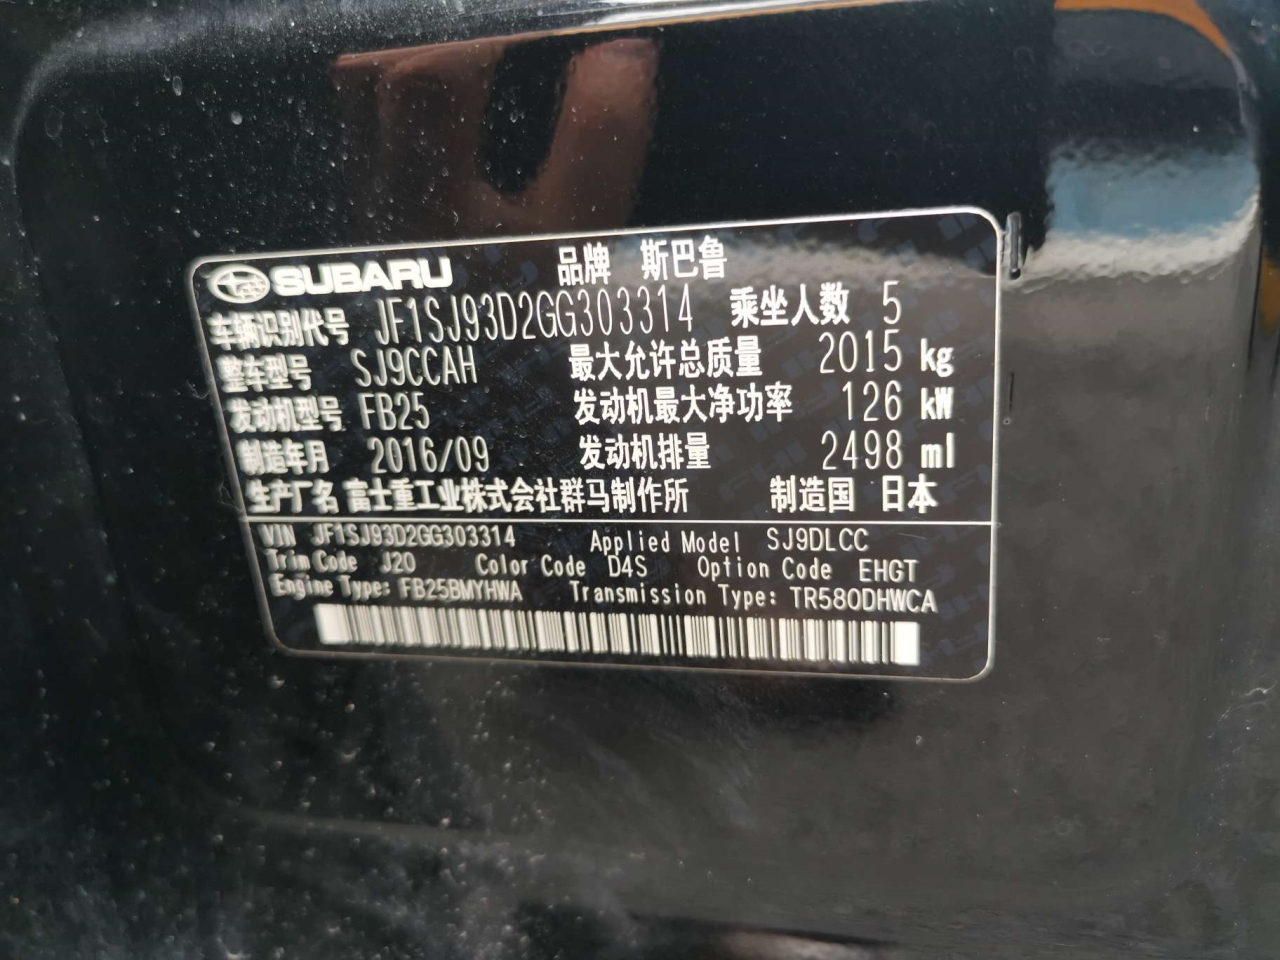 SUBARU 品牌 斯巴鲁
车辆识别代号 JF1SJ93D2GG303314 乘坐人数 5
整车型号 SJ9CCAH 最大允许总质量 2015 kg
发动机型号 FB25 发动机最大净功率 126 kW
制造年月 2016/09 发动机排量 2498 ml
生产厂名 富士重工业株式会社群马制作所 制造国 日本
VIN JF1SJ93D2GG303314 Applied Model SJ9DLCC
Trim Code J20 Color Code D4S Option Code EHGT
Engine Type: FB25BMYHWA Transmission Type: TR580DHWCA